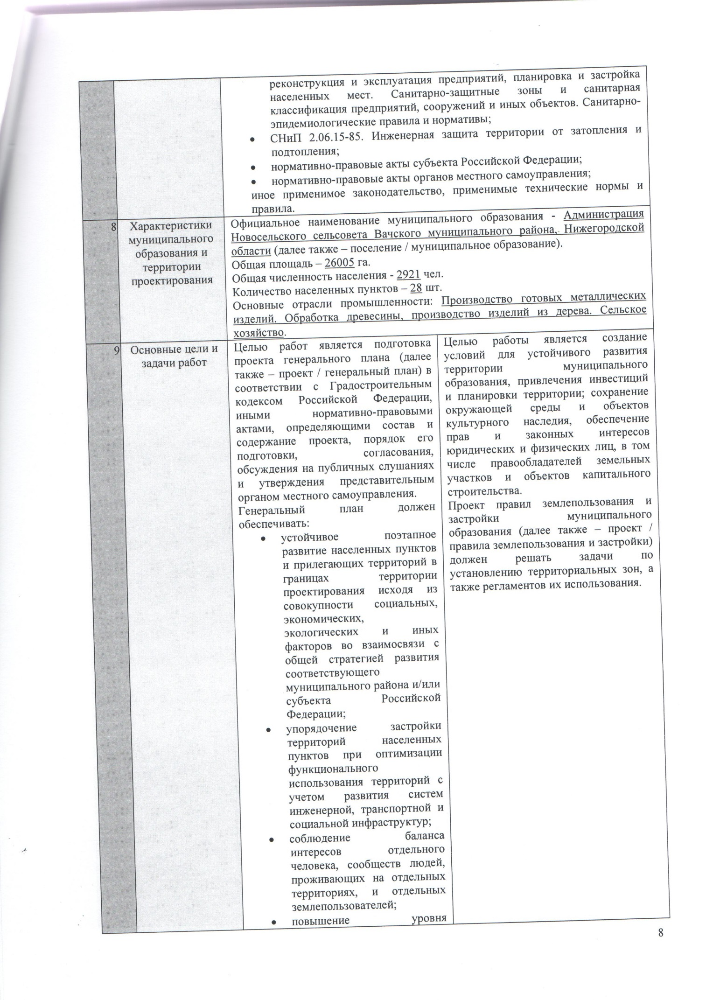 реконструкция и эксплуатация предприятий, планировка и застройка
населенных мест. Санитарно-защитные зоны и санитарная
классификация предприятий, сооружений и иных объектов. Санитарно-
эпидемиологические правила и нормативы;
• СНиП 2.06.15-85. Инженерная защита территории от затопления и
подтопления;
• нормативно-правовые акты субъекта Российской Федерации;
• нормативно-правовые акты органов местного самоуправления;
иное применимое законодательство, применимые технические нормы и
правила.
8
Характеристики
муниципального
образования и
территории
проектирования
Официальное наименование муниципального образования - Администрация
Новосельского сельсовета Вачского муниципального района, Нижегородской
области (далее также – поселение / муниципальное образование).
Общая площадь – 26005 га.
Общая численность населения - 2921 чел.
Количество населенных пунктов – 28 шт.
Основные отрасли промышленности: Производство готовых металлических
изделий. Обработка древесины, производство изделий из дерева. Сельское
хозяйство.
9
Основные цели и
задачи работ
Целью работ является подготовка
проекта генерального плана (далее
также – проект / генеральный план) в
соответствии с Градостроительным
кодексом Российской Федерации,
иными нормативно-правовыми
актами, определяющими состав и
содержание проекта, порядок его
подготовки, согласования,
обсуждения на публичных слушаниях
и утверждения представительным
органом местного самоуправления.
Генеральный план должен
обеспечивать:
• устойчивое поэтапное
развитие населенных пунктов
и прилегающих территорий в
границах территории
проектирования исходя из
совокупности социальных,
экономических,
экологических и иных
факторов во взаимосвязи с
общей стратегией развития
соответствующего
муниципального района и/или
субъекта Российской
Федерации;
• упорядочение застройки
территорий населенных
пунктов при оптимизации
функционального
использования территорий с
учетом развития систем
инженерной, транспортной и
социальной инфраструктур;
• соблюдение баланса
интересов отдельного
человека, сообществ людей,
проживающих на отдельных
территориях, и отдельных
землепользователей;
• повышение уровня
Целью работы является создание
условий для устойчивого развития
территории муниципального
образования, привлечения инвестиций
и планировки территории; сохранение
окружающей среды и объектов
культурного наследия, обеспечение
прав и законных интересов
юридических и физических лиц, в том
числе правообладателей земельных
участков и объектов капитального
строительства.
Проект правил землепользования и
застройки муниципального
образования (далее также – проект /
правила землепользования и застройки)
должен решать задачи по
установлению территориальных зон, а
также регламентов их использования.
8